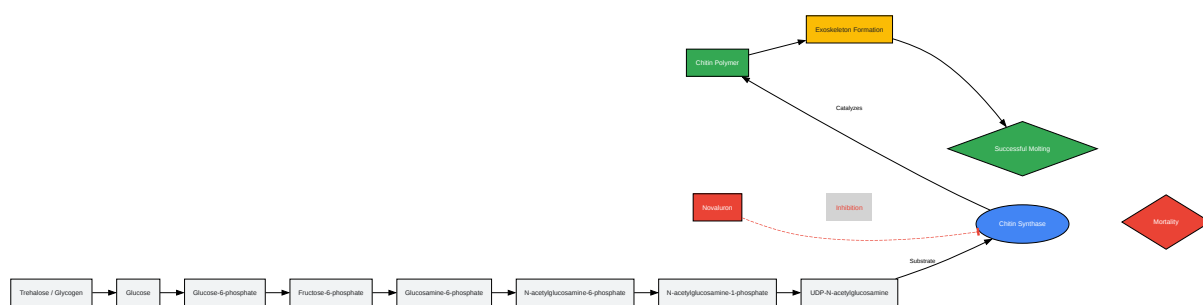 Exoskeleton Formation
Chitin Polymer
Catalyzes
Successful Molting
Novaluron
Inhibition
Chitin Synthase
Mortality
Substrate
Trehalose / Glycogen
Glucose
Glucose-6-phosphate
Fructose-6-phosphate
Glucosamine-6-phosphate
N-acetylglucosamine-6-phosphate
N-acetylglucosamine-1-phosphate
UDP-N-acetylglucosamine